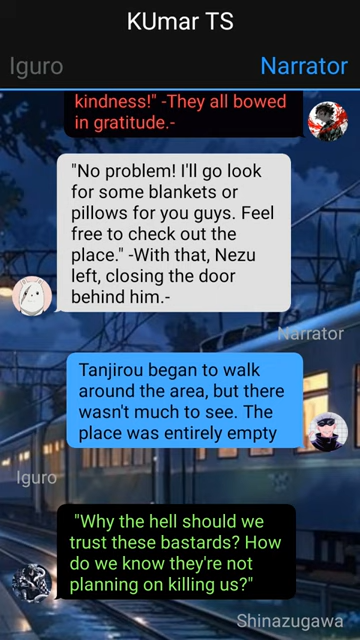 KUmar TS
Iguro
Narrator
kindness!" -They all bowed
in gratitude.-
"No problem! I'll go look
for some blankets or
pillows for you guys. Feel
free to check out the
place." -With that, Nezu
left, closing the door
behind him.-
Narrator
Tanjirou began to walk
around the area, but there
wasn't much to see. The
place was entirely empty
Iguro
"Why the hell should we
trust these bastards? How
do we know they're not
planning on killing us?"
Shinazugawa